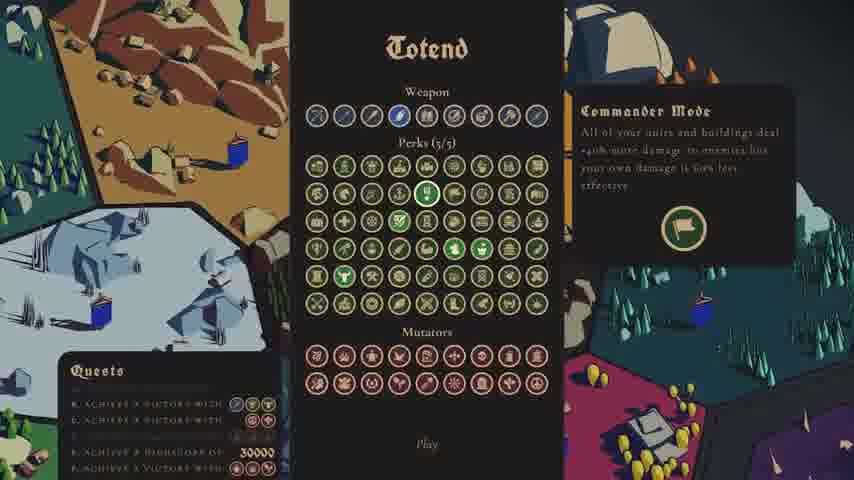 Totend
Weapon
Perks (5/5)
Mutators
Play
Commander Mode
All of your units and buildings deal
+40% more damage to enemies but
your own damage is 60% less
effective
Quests
ACHIEVE A VICTORY WITH
ACHIEVE A VICTORY WITH
ACHIEVE A HIGHSCORE OF 30000
ACHIEVE A VICTORY WITH